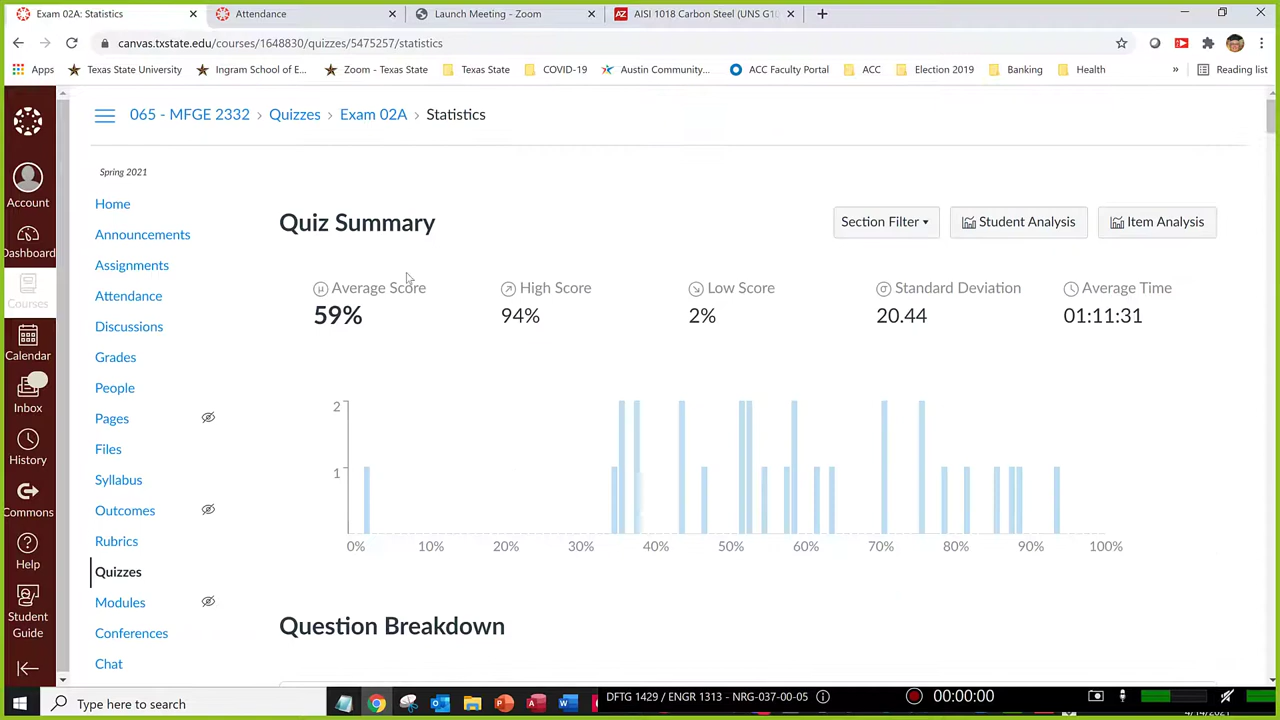 Exam 02A: Statistics
Attendance
Launch Meeting - Zoom
AISI 1018 Carbon Steel (UNS G10
canvas.txstate.edu/courses/1648830/quizzes/5475257/statistics
Apps
Texas State University
Ingram School of E...
Zoom - Texas State
Texas State
COVID-19
Austin Community...
ACC Faculty Portal
ACC
Election 2019
Banking
Health
»
Reading list
065 - MFGE 2332 > Quizzes > Exam 02A > Statistics
Account
Dashboard
Courses
Calendar
Inbox
History
Commons
Help
Student
Guide
Spring 2021
Home
Announcements
Assignments
Attendance
Discussions
Grades
People
Pages
Files
Syllabus
Outcomes
Rubrics
Quizzes
Modules
Conferences
Chat
Quiz Summary
Section Filter
Student Analysis
Item Analysis
Average Score
59%
High Score
94%
Low Score
2%
Standard Deviation
20.44
Average Time
01:11:31
2
1
0% 10% 20% 30% 40% 50% 60% 70% 80% 90% 100%
Question Breakdown
Type here to search
DFTG 1429 / ENGR 1313 - NRG-037-00-05
00:00:00